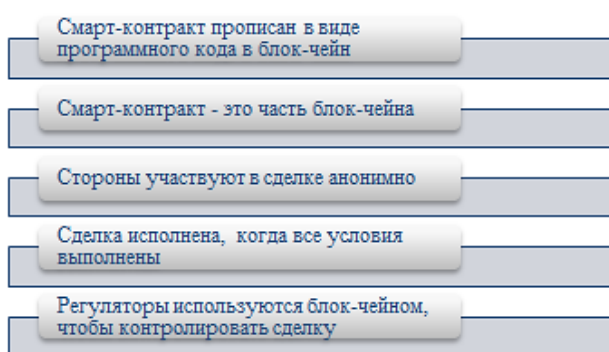 Смарт-контракт прописан в виде
программного кода в блок-чейн
Смарт-контракт - это часть блок-чейна
Стороны участвуют в сделке анонимно
Сделка исполнена, когда все условия
выполнены
Регуляторы используются блок-чейном,
чтобы контролировать сделку